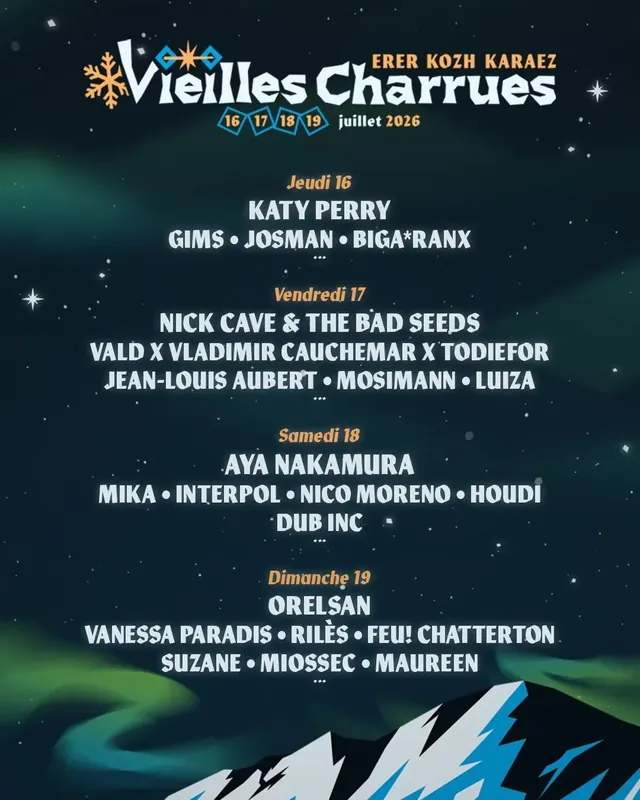 ERER KOZH KARAEZ
Vieilles Charrues
16 17 18 19 juillet 2026
Jeudi 16
KATY PERRY
GIMS • JOSMAN • BIGA*RANX
...
Vendredi 17
NICK CAVE & THE BAD SEEDS
VALD X VLADIMIR CAUCHEMAR X TODIEFOR
JEAN-LOUIS AUBERT • MOSIMANN • LUIZA
...
Samedi 18
AYA NAKAMURA
MIKA • INTERPOL • NICO MORENO • HOUDI
DUB INC
...
Dimanche 19
ORELSAN
VANESSA PARADIS • RILÈS • FEU! CHATTERTON
SUZANE • MIOSSEC • MAUREEN
...